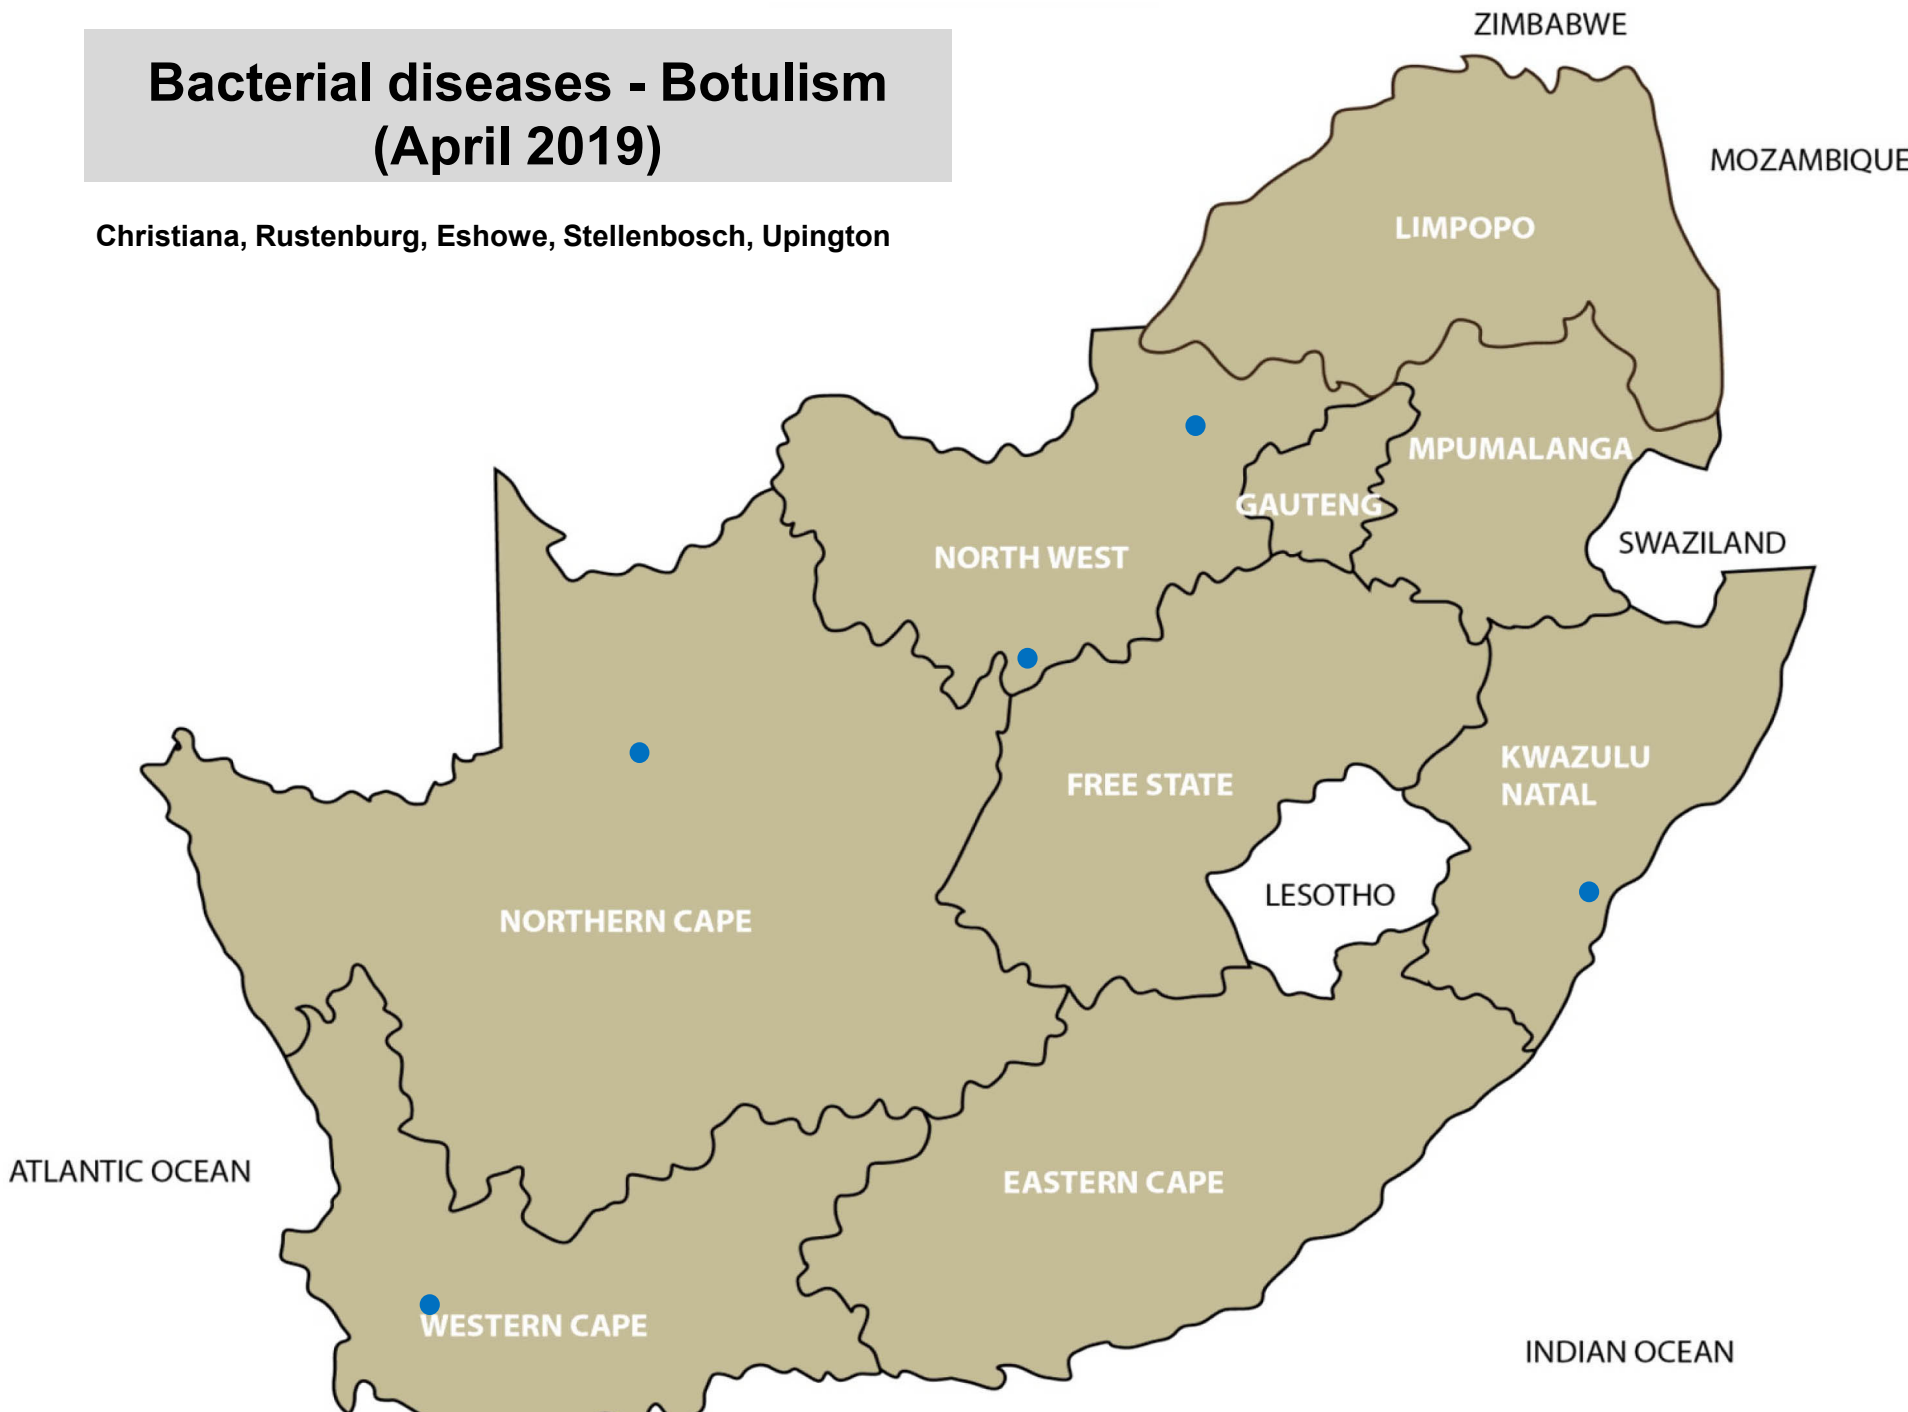 ZIMBABWE
Bacterial diseases - Botulism
(April 2019)
MOZAMBIQUE
Christiana, Rustenburg, Eshowe, Stellenbosch, Upington
LIMPOPO
MPUMALANGA
GAUTENG
SWAZILAND
NORTH WEST
KWAZULU
NATAL
FREE STATE
LESOTHO
NORTHERN CAPE
ATLANTIC OCEAN
EASTERN CAPE
WESTERN CAPE
INDIAN OCEAN